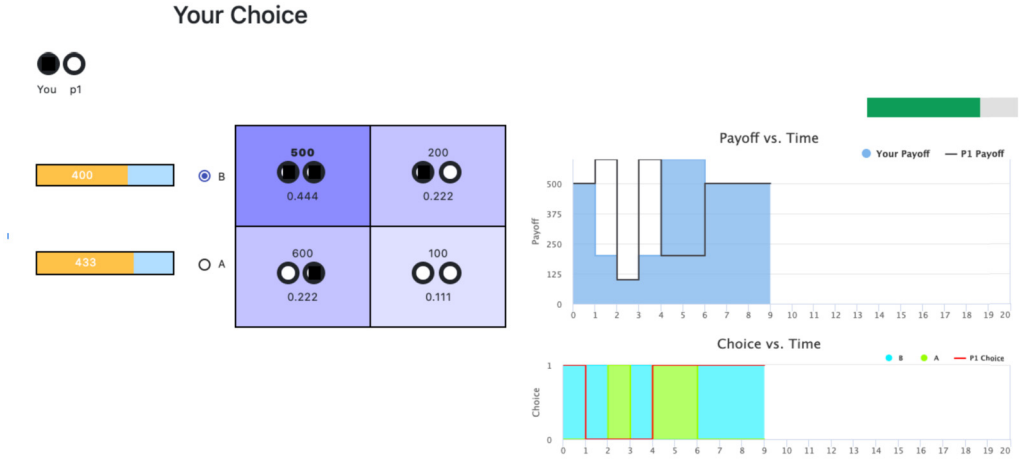 Your Choice
You p1
400
B
500
0.444
200
0.222
433
A
600
0.222
100
0.111
Payoff vs. Time
Your Payoff P1 Payoff
Payoff
500
375
250
125
0
0 1 2 3 4 5 6 7 8 9 10 11 12 13 14 15 16 17 18 19 20
Choice vs. Time
B A P1 Choice
Choice
1
0
0 1 2 3 4 5 6 7 8 9 10 11 12 13 14 15 16 17 18 19 20